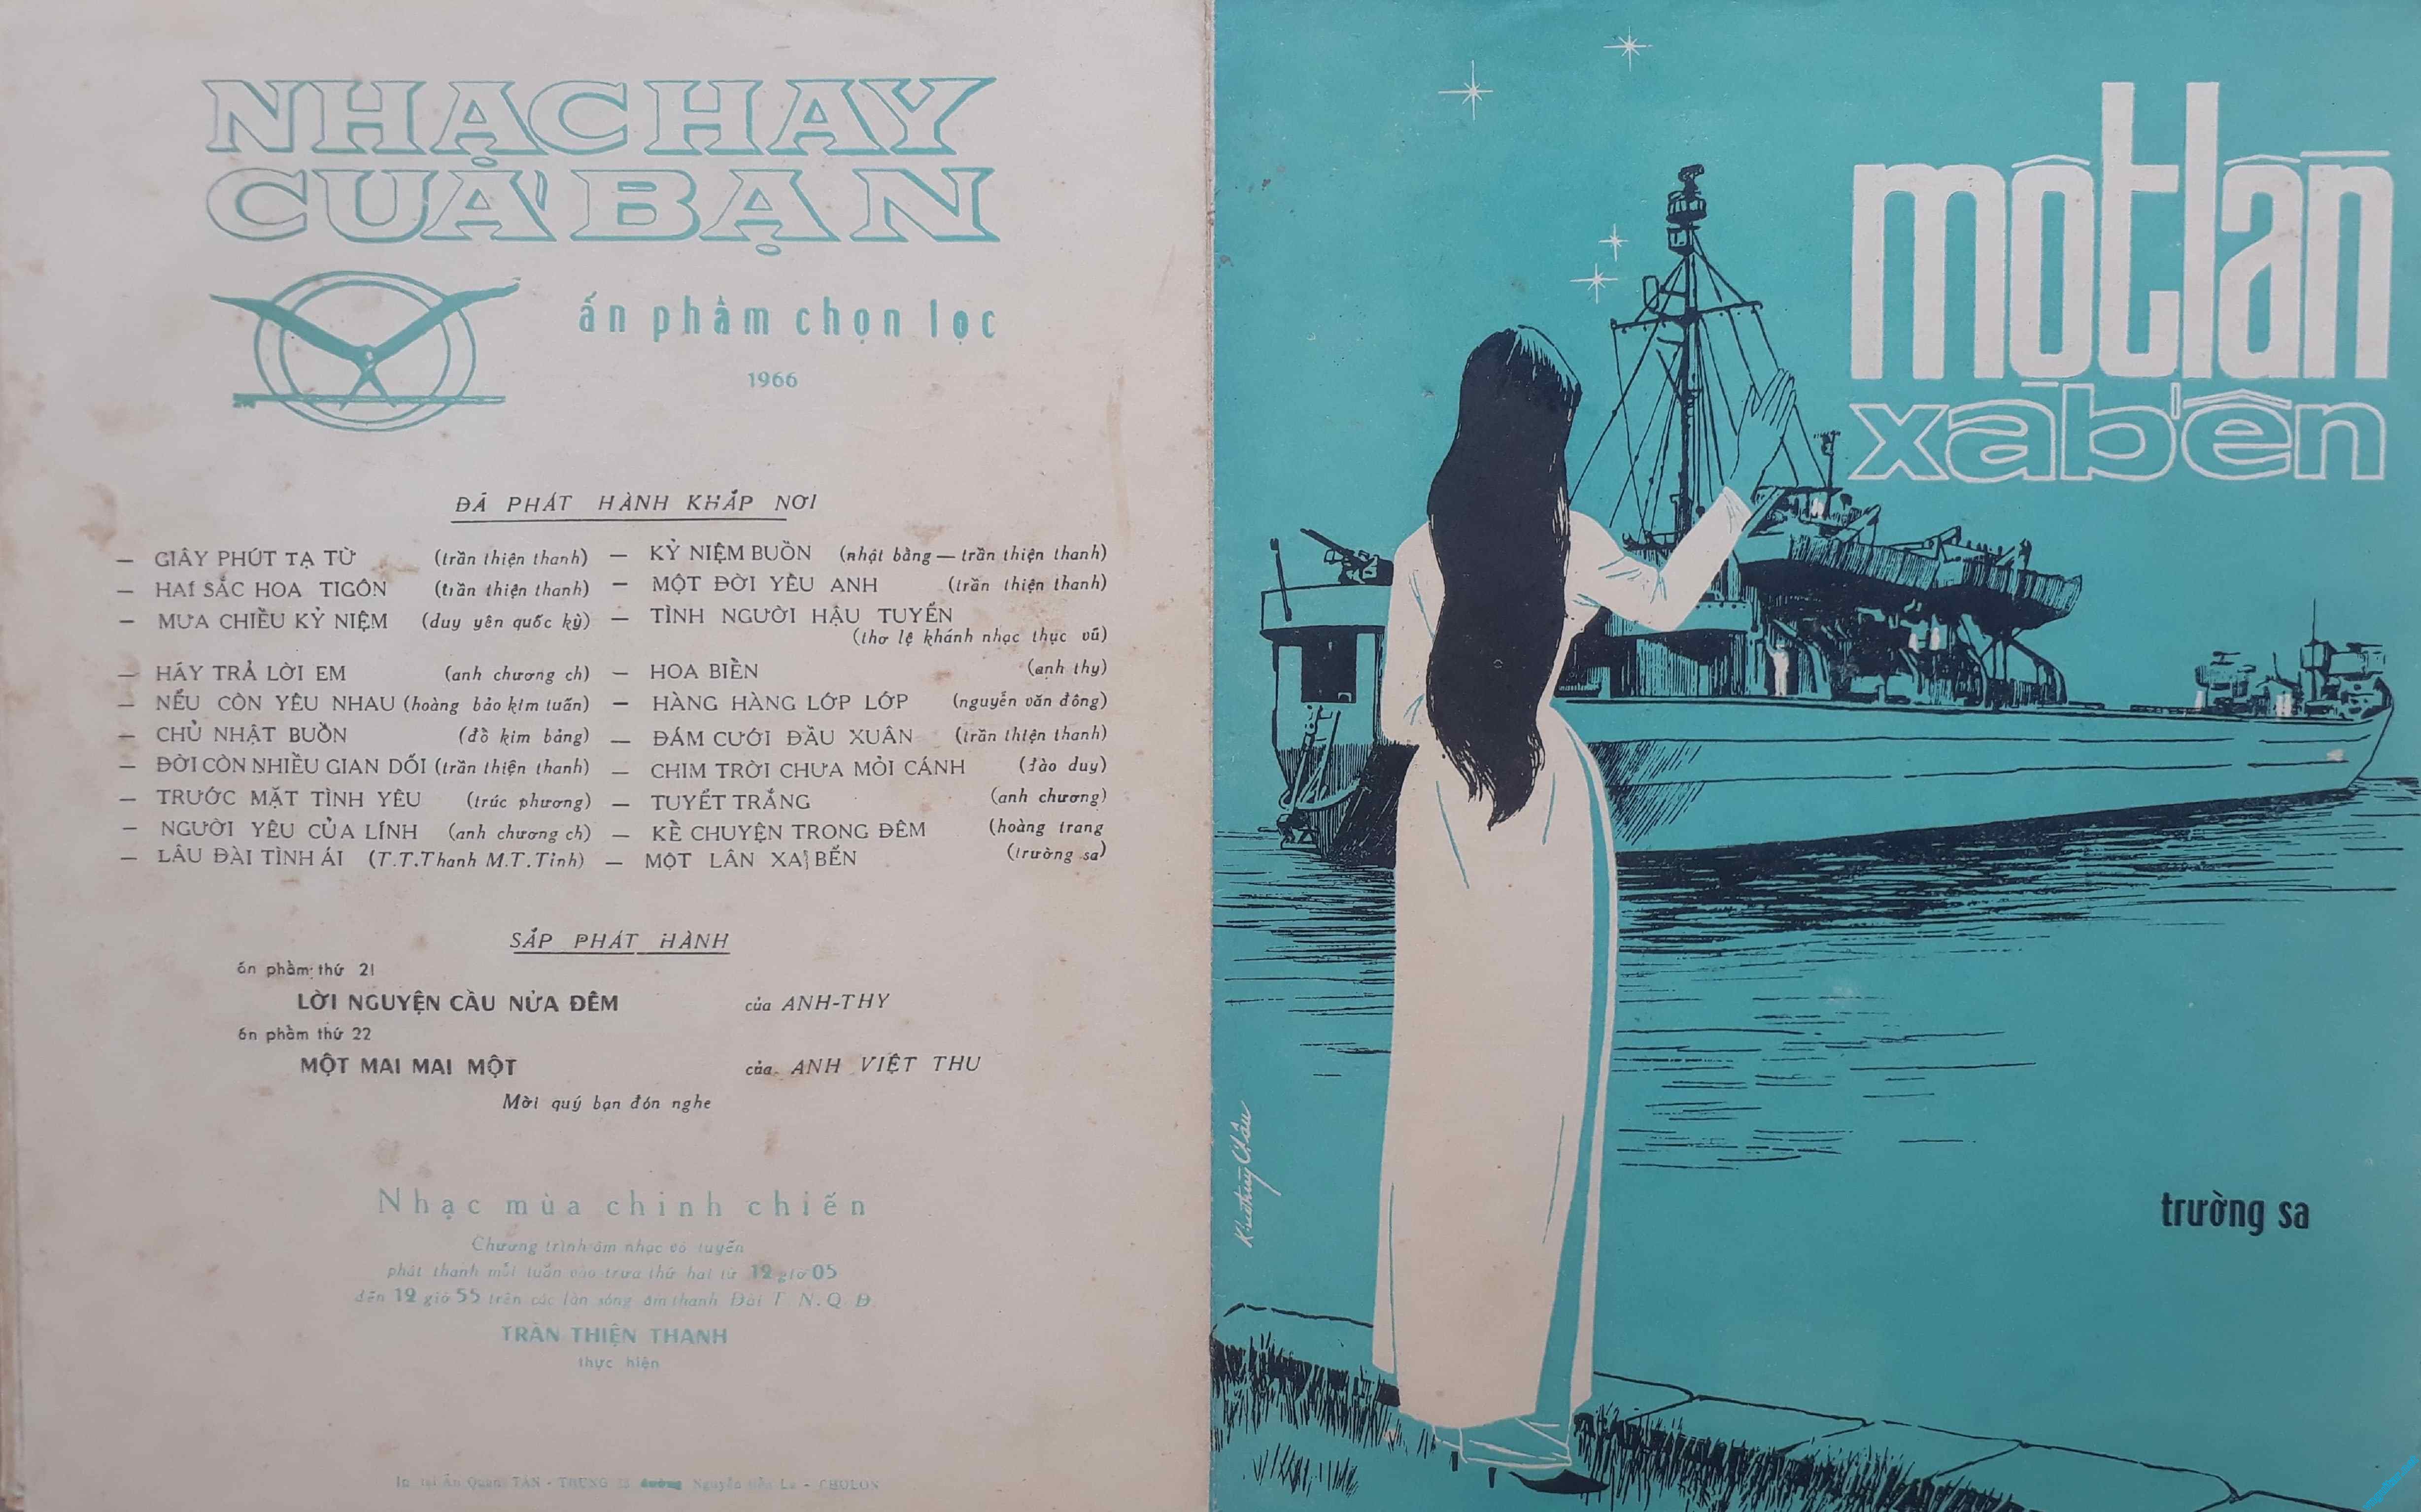 NHẠC HAY
CỦA BẠN
ấn phẩm chọn lọc
1966
ĐÃ PHÁT HÀNH KHẮP NƠI
— GIÂY PHÚT TẠ TỪ (trần thiện thanh)
— HAI SẮC HOA TIGÔN (trần thiện thanh)
— MƯA CHIỀU KỶ NIỆM (duy yên quốc kỳ)
— HÃY TRẢ LỜI EM (anh chương ch)
— NẾU CÒN YÊU NHAU (hoàng bảo kim tuấn)
— CHỦ NHẬT BUỒN (đỗ kim bảng)
— ĐỜI CÒN NHIỀU GIAN DỐI (trần thiện thanh)
— TRƯỚC MẶT TÌNH YÊU (trúc phương)
— NGƯỜI YÊU CỦA LÍNH (anh chương ch)
— LÂU ĐÀI TÌNH ÁI (T.T.Thanh M.T.Tinh)
— KỶ NIỆM BUỒN (nhật bằng — trần thiện thanh)
— MỘT ĐỜI YÊU ANH (trần thiện thanh)
— TÌNH NGƯỜI HẬU TUYẾN
(thơ lệ khánh nhạc thục vũ)
— HOA BIỂN (anh thy)
— HÀNG HÀNG LỚP LỚP (nguyễn văn đông)
— ĐÁM CƯỚI ĐẦU XUÂN (trần thiện thanh)
— CHIM TRỜI CHƯA MỎI CÁNH (đào duy)
— TUYẾT TRẮNG (anh chương)
— KỂ CHUYỆN TRONG ĐÊM (hoàng trang
— MỘT LẦN XA BẾN (trường sa)
SẮP PHÁT HÀNH
ấn phẩm thứ 21
LỜI NGUYỆN CẦU NỬA ĐÊM của ANH-THY
ấn phẩm thứ 22
MỘT MAI MAI MỘT của ANH VIỆT THU
Mời quý bạn đón nghe
Nhạc mùa chinh chiến
Chương trình âm nhạc vô tuyến
phát thanh mỗi tuần vào trưa thứ hai từ 12 giờ 05
đến 12 giờ 55 trên các làn sóng âm thanh Đài T.N.Q.Đ.
TRẦN THIỆN THANH
thực hiện
In tại Ấn Quán TÂN - TRUNG đường Nguyễn - CHOLON
một lần
xa bến
trường sa
Khương Châu